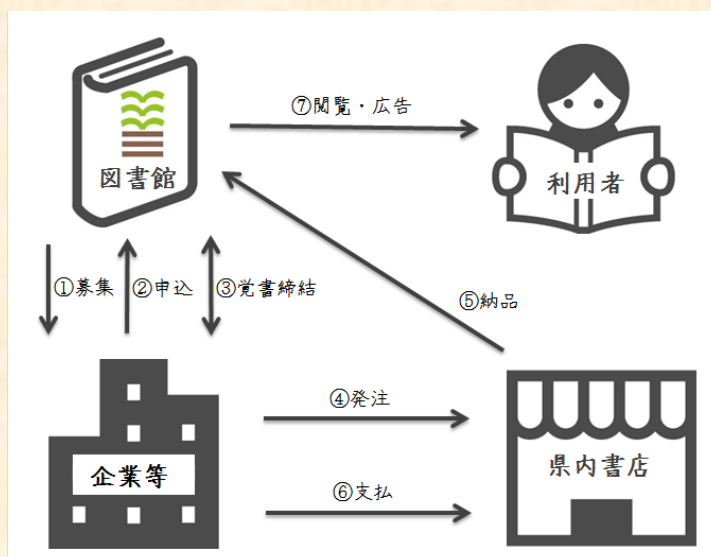 ⑦閲覧・広告
図書館
利用者
①募集
②申込
③覚書締結
⑤納品
④発注
企業等
県内書店
⑥支払